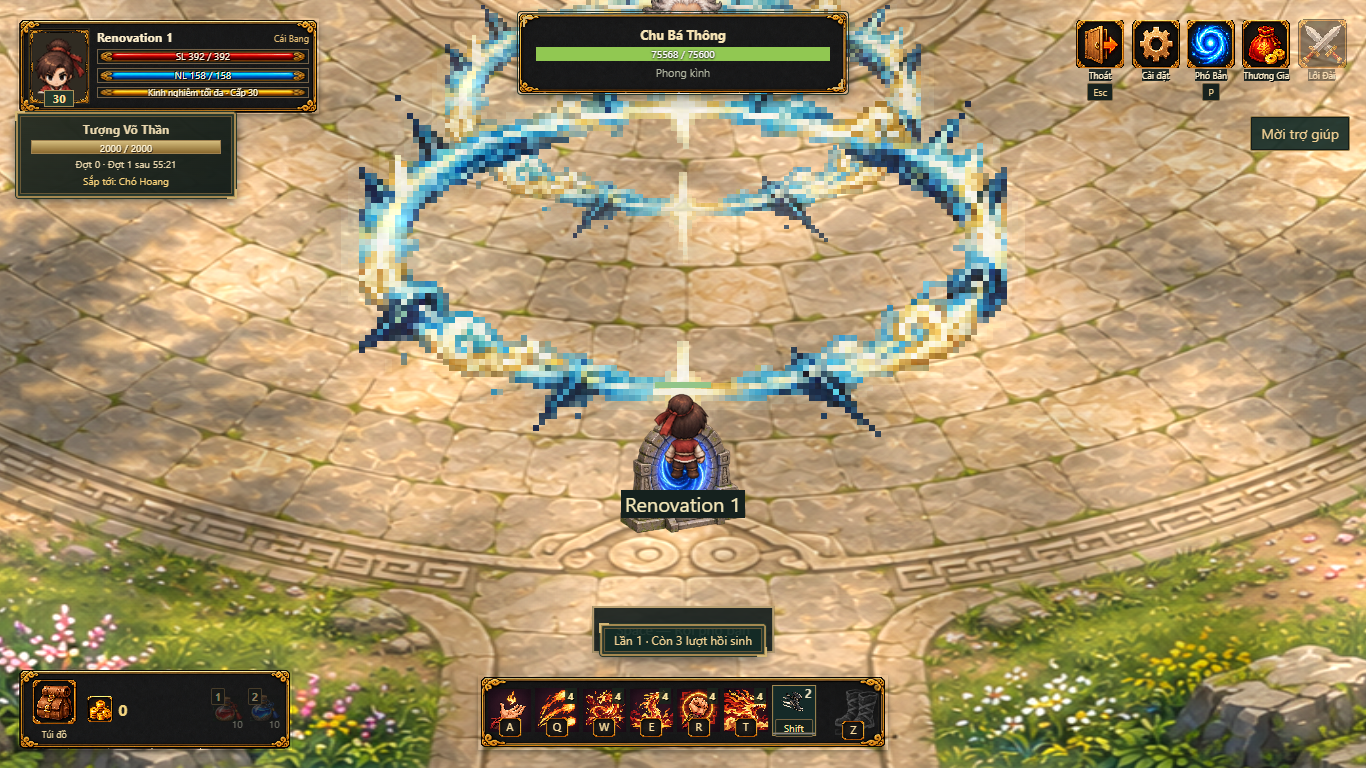 Renovation 1
Cái Bang
SL 392 / 392
NL 158 / 158
Kinh nghiệm tối đa · Cấp 30
30
Tượng Võ Thần
2000 / 2000
Đợt 0 · Đợt 1 sau 55:21
Sắp tới: Chó Hoang
Chu Bá Thông
75568 / 75600
Phong kình
Thoát
Cài đặt
Phó Bản
Thương Gia
Lôi Đài
Esc
P
Mời trợ giúp
Renovation 1
Lần 1 · Còn 3 lượt hồi sinh
Túi đồ
0
1
10
2
10
A
4
Q
4
W
4
E
4
R
4
T
2
Shift
Z